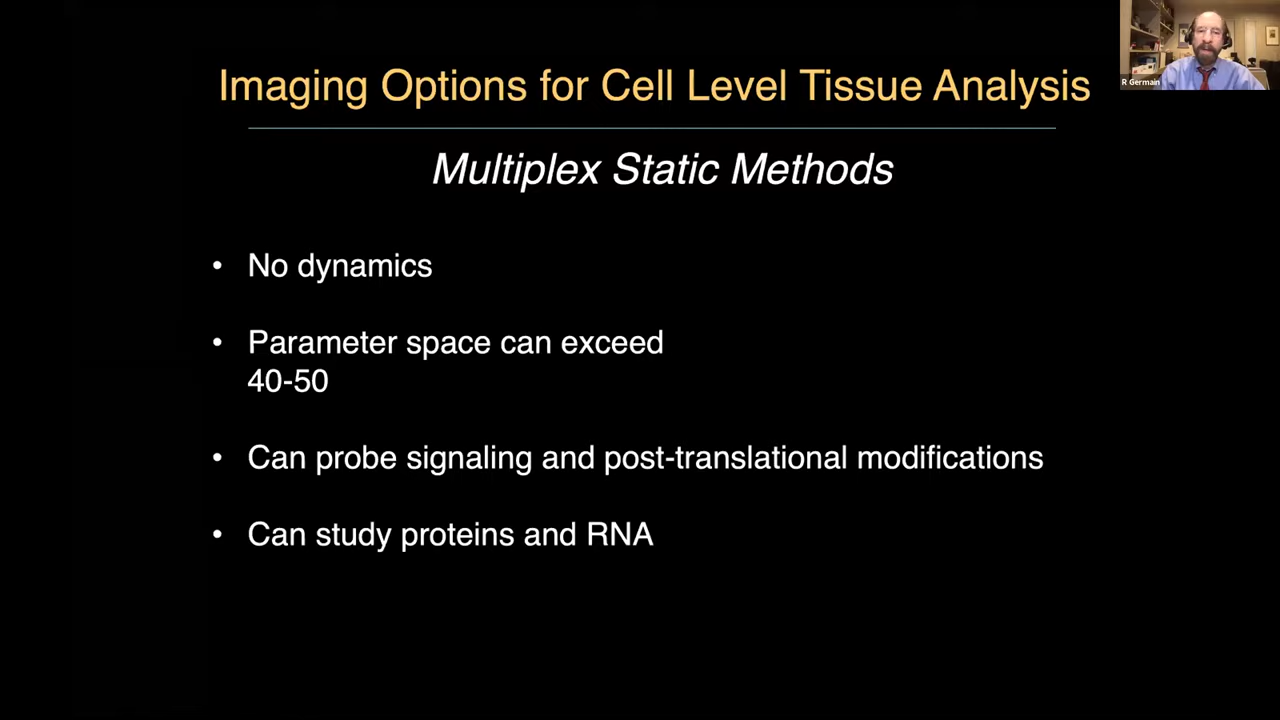 Imaging Options for Cell Level Tissue Analysis
R Germain
Multiplex Static Methods
• No dynamics
• Parameter space can exceed
40-50
• Can probe signaling and post-translational modifications
• Can study proteins and RNA